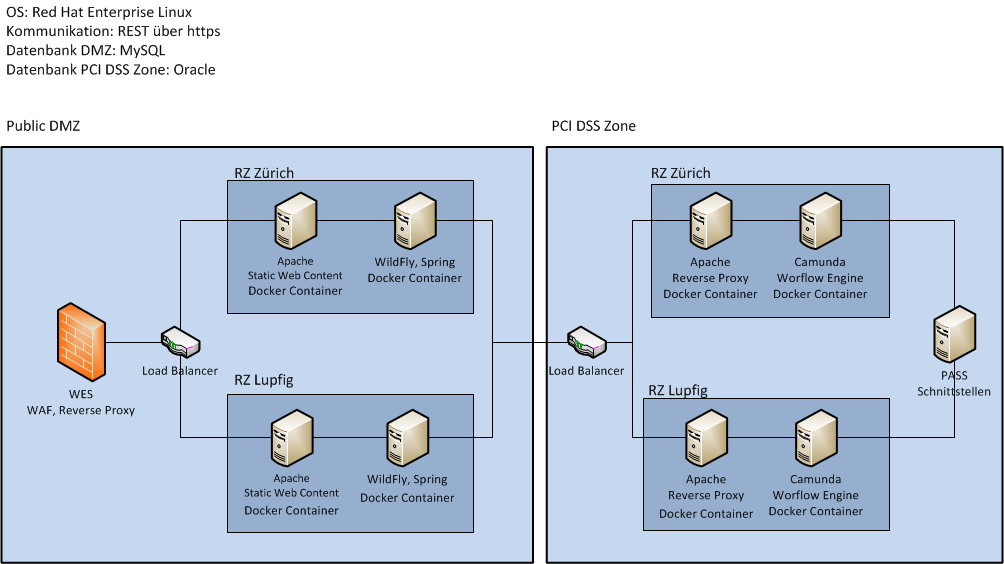 OS: Red Hat Enterprise Linux
Kommunikation: REST über https
Datenbank DMZ: MySQL
Datenbank PCI DSS Zone: Oracle
Public DMZ
RZ Zürich
Apache
Static Web Content
Docker Container
WildFly, Spring
Docker Container
WES
WAF, Reverse Proxy
Load Balancer
RZ Lupfig
Apache
Static Web Content
Docker Container
WildFly, Spring
Docker Container
PCI DSS Zone
RZ Zürich
Apache
Reverse Proxy
Docker Container
Camunda
Worflow Engine
Docker Container
Load Balancer
PASS
Schnittstellen
RZ Lupfig
Apache
Reverse Proxy
Docker Container
Camunda
Worflow Engine
Docker Container